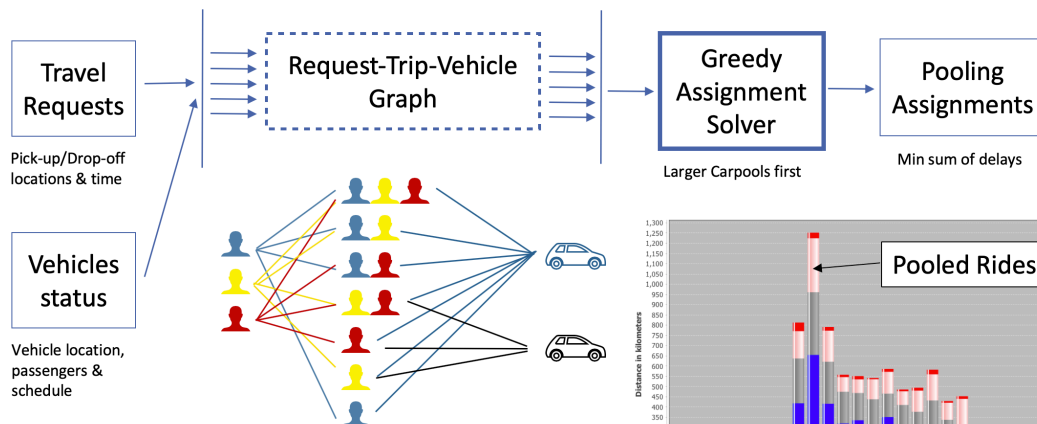 Travel
Requests
Pick-up/Drop-off
locations & time
Vehicles
status
Vehicle location,
passengers &
schedule
Request-Trip-Vehicle
Graph
Greedy
Assignment
Solver
Larger Carpools first
Pooling
Assignments
Min sum of delays
Pooled Rides
Distance in kilometers
1,300
1,250
1,200
1,150
1,100
1,050
1,000
950
900
850
800
750
700
650
600
550
500
450
400
350